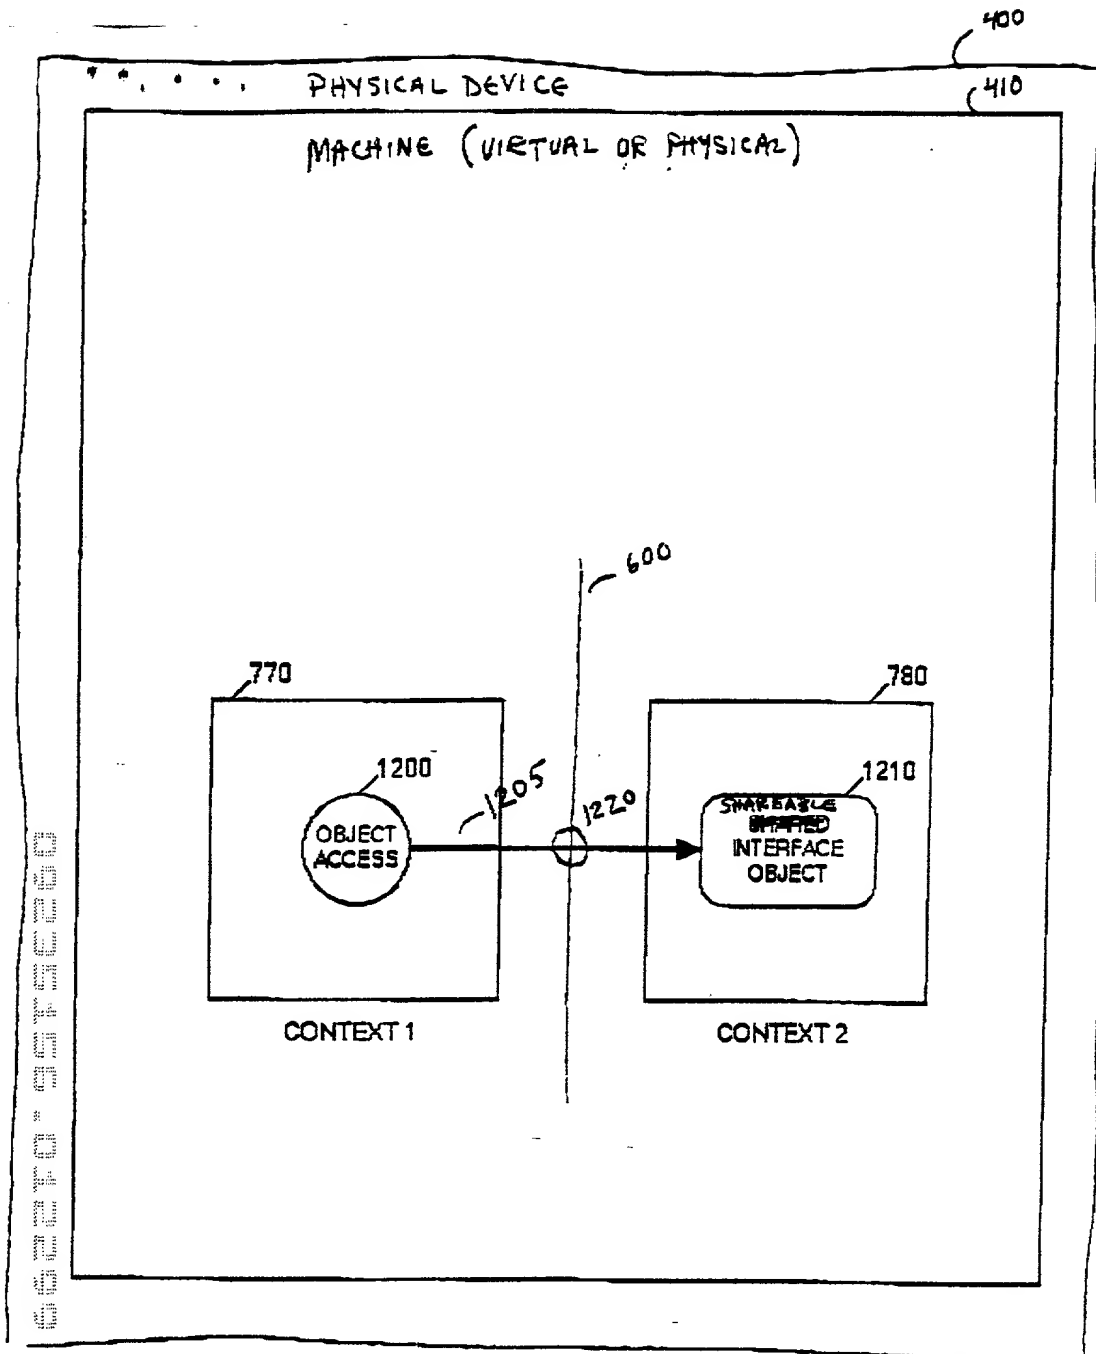 400
PHYSICAL DEVICE
410
MACHINE (VIRTUAL OR PHYSICAL)
600
770
780
1200
1205
1220
1210
OBJECT
ACCESS
SHAREABLE
INTERFACE
OBJECT
CONTEXT 1
CONTEXT 2